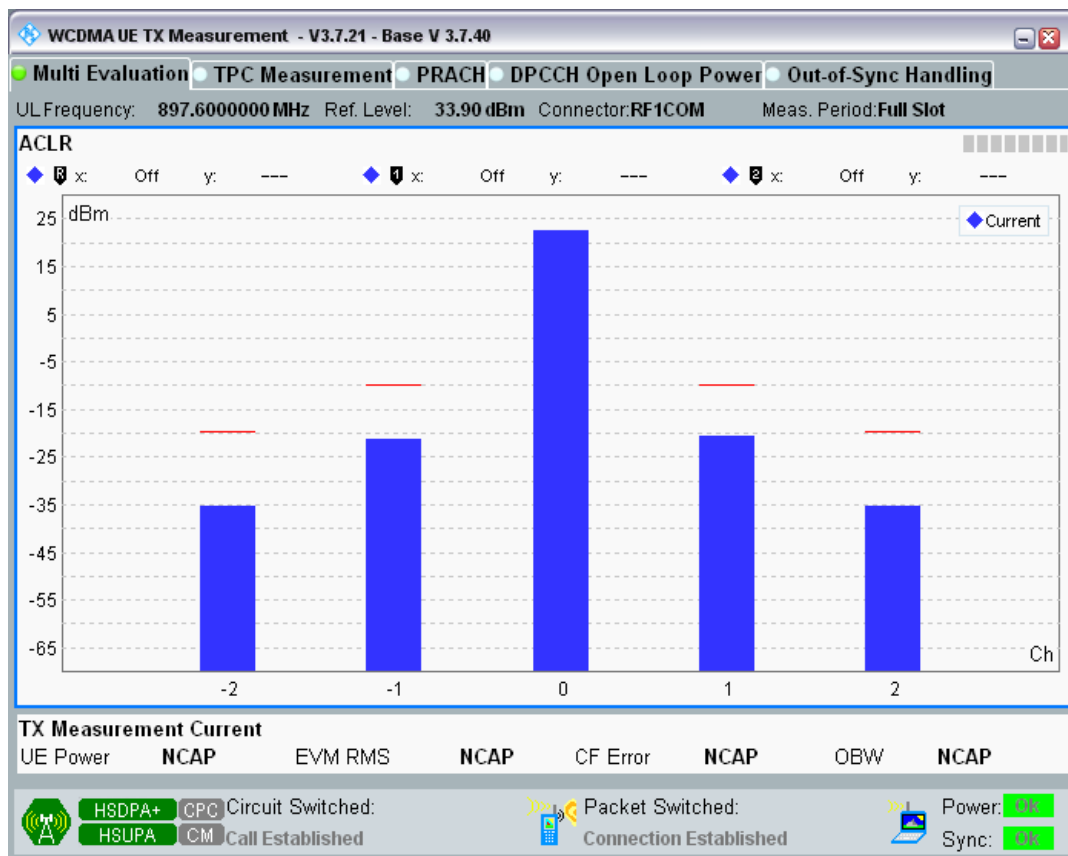 WCDMA UE TX Measurement - V3.7.21 - Base V 3.7.40
Multi Evaluation TPC Measurement PRACH DPCCH Open Loop Power Out-of-Sync Handling
UL Frequency: 897.6000000 MHz Ref. Level: 33.90 dBm Connector:RF1COM Meas. Period:Full Slot
ACLR
R x: Off y: --- 1 x: Off y: --- 2 x: Off y: ---
25 dBm Current
15
5
-5
-15
-25
-35
-45
-55
-65 Ch
-2 -1 0 1 2
TX Measurement Current
UE Power NCAP EVM RMS NCAP CF Error NCAP OBW NCAP
HSDPA+ CPC Circuit Switched: Packet Switched: Power: OK
HSUPA CM Call Established Connection Established Sync: OK